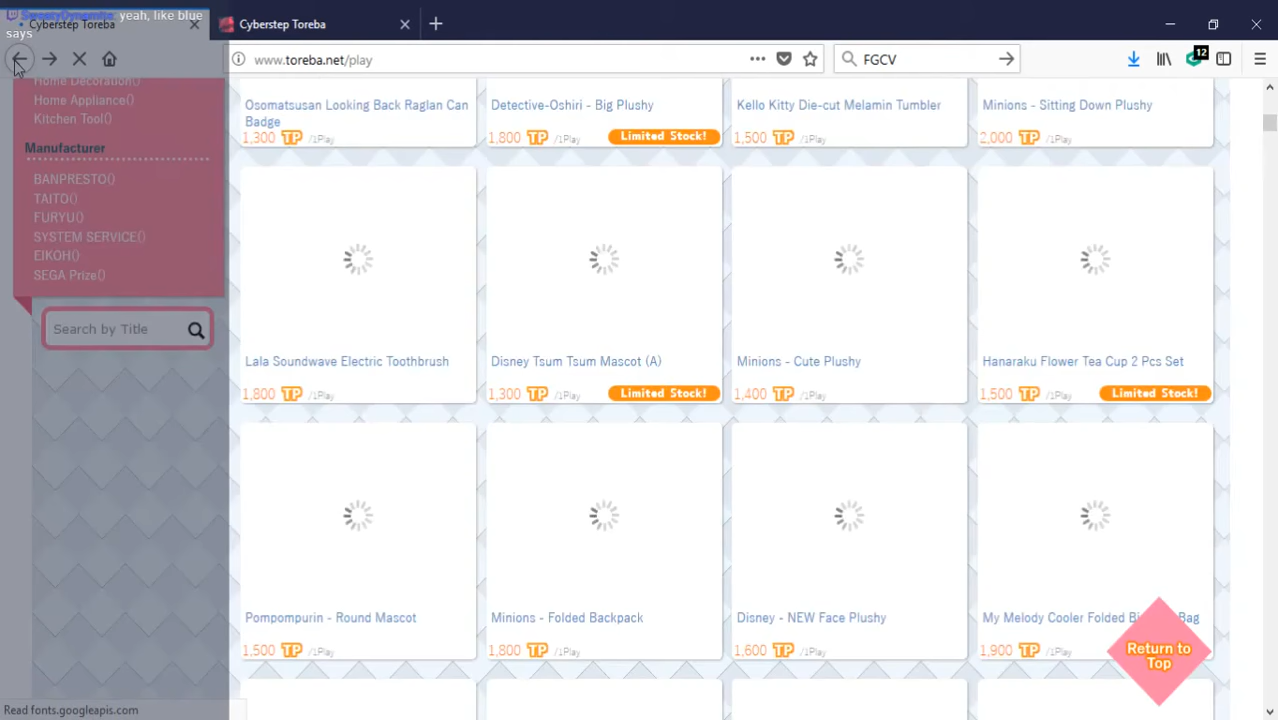 SweezyDynamite: yeah, like blue
says
Cyberstep Toreba
Cyberstep Toreba
www.toreba.net/play
FGCV
12
Home Decoration()
Home Appliance()
Kitchen Tool()
Manufacturer
BANPRESTO()
TAITO()
FURYU()
SYSTEM SERVICE()
EIKOH()
SEGA Prize()
Search by Title
Osomatsusan Looking Back Raglan Can
Badge
1,300 TP /1Play
Detective-Oshiri - Big Plushy
1,800 TP /1Play Limited Stock!
Kello Kitty Die-cut Melamin Tumbler
1,500 TP /1Play
Minions - Sitting Down Plushy
2,000 TP /1Play
Lala Soundwave Electric Toothbrush
1,800 TP /1Play
Disney Tsum Tsum Mascot (A)
1,300 TP /1Play Limited Stock!
Minions - Cute Plushy
1,400 TP /1Play
Hanaraku Flower Tea Cup 2 Pcs Set
1,500 TP /1Play Limited Stock!
Pompompurin - Round Mascot
1,500 TP /1Play
Minions - Folded Backpack
1,800 TP /1Play
Disney - NEW Face Plushy
1,600 TP /1Play
My Melody Cooler Folded Bi Bag
1,900 TP /1Play
Return to
Top
Read fonts.googleapis.com